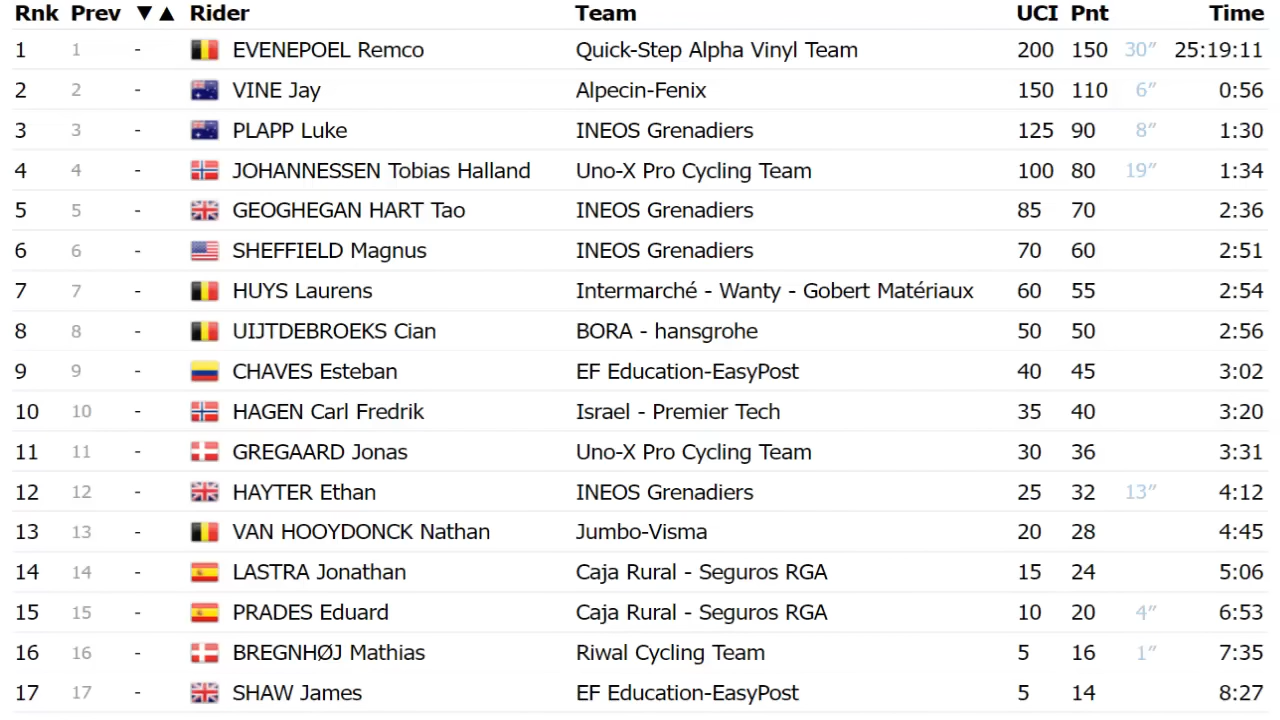 Rnk Prev ▼▲ Rider Team UCI Pnt Time
1 1 - EVENEPOEL Remco Quick-Step Alpha Vinyl Team 200 150 30″ 25:19:11
2 2 - VINE Jay Alpecin-Fenix 150 110 6″ 0:56
3 3 - PLAPP Luke INEOS Grenadiers 125 90 8″ 1:30
4 4 - JOHANNESSEN Tobias Halland Uno-X Pro Cycling Team 100 80 19″ 1:34
5 5 - GEOGHEGAN HART Tao INEOS Grenadiers 85 70 2:36
6 6 - SHEFFIELD Magnus INEOS Grenadiers 70 60 2:51
7 7 - HUYS Laurens Intermarché - Wanty - Gobert Matériaux 60 55 2:54
8 8 - UIJTDEBROEKS Cian BORA - hansgrohe 50 50 2:56
9 9 - CHAVES Esteban EF Education-EasyPost 40 45 3:02
10 10 - HAGEN Carl Fredrik Israel - Premier Tech 35 40 3:20
11 11 - GREGAARD Jonas Uno-X Pro Cycling Team 30 36 3:31
12 12 - HAYTER Ethan INEOS Grenadiers 25 32 13″ 4:12
13 13 - VAN HOOYDONCK Nathan Jumbo-Visma 20 28 4:45
14 14 - LASTRA Jonathan Caja Rural - Seguros RGA 15 24 5:06
15 15 - PRADES Eduard Caja Rural - Seguros RGA 10 20 4″ 6:53
16 16 - BREGNHØJ Mathias Riwal Cycling Team 5 16 1″ 7:35
17 17 - SHAW James EF Education-EasyPost 5 14 8:27